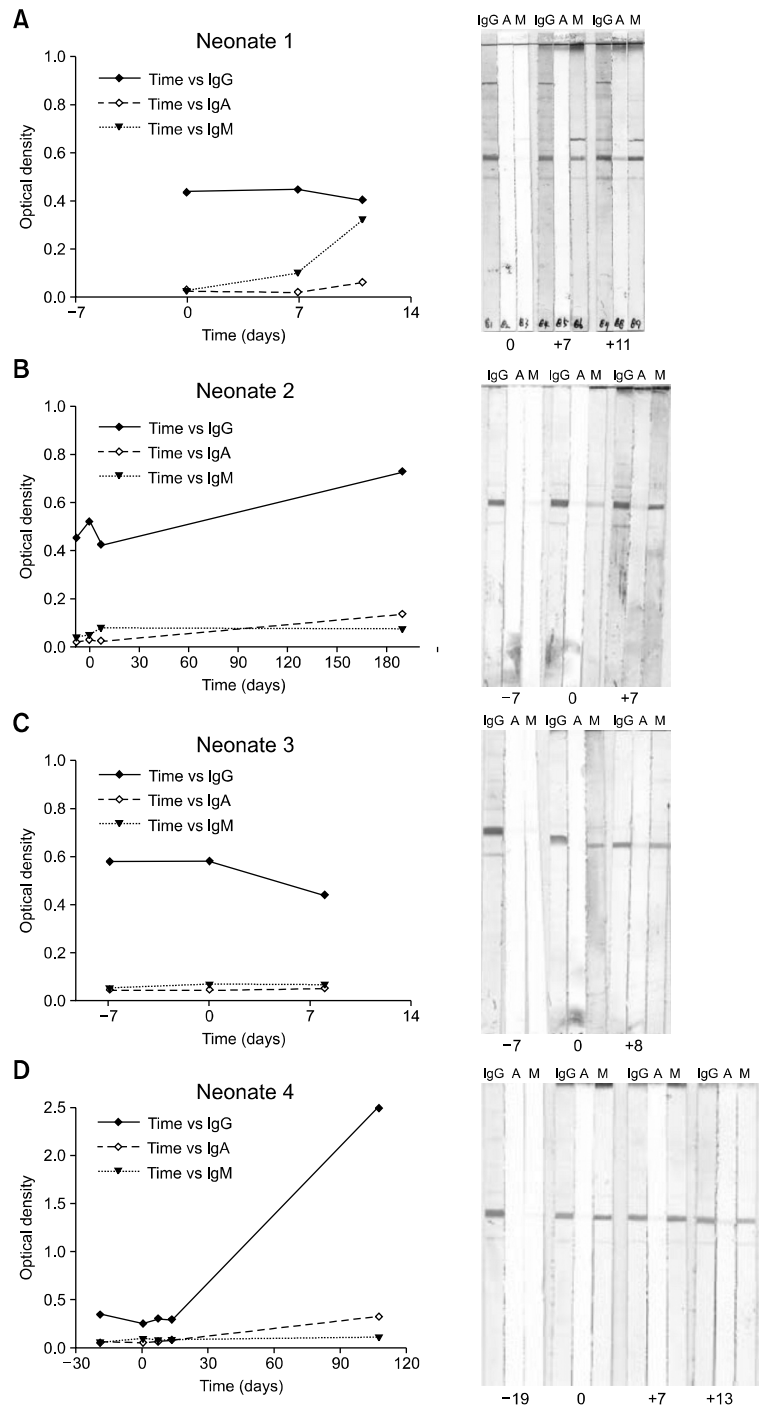 A
Neonate 1
Time vs IgG
Time vs IgA
Time vs IgM
Optical density
1.0
0.8
0.6
0.4
0.2
0.0
−7 0 7 14
Time (days)
IgG A M
0 +7 +11
B
Neonate 2
Time vs IgG
Time vs IgA
Time vs IgM
Optical density
1.0
0.8
0.6
0.4
0.2
0.0
0 30 60 90 120 150 180
Time (days)
IgG A M IgG A M IgG A M
−7 0 +7
C
Neonate 3
Time vs IgG
Time vs IgA
Time vs IgM
Optical density
1.0
0.8
0.6
0.4
0.2
0.0
−7 0 7 14
Time (days)
IgG A M IgG A M IgG A M
−7 0 +8
D
Neonate 4
Time vs IgG
Time vs IgA
Time vs IgM
Optical density
2.5
2.0
1.5
1.0
0.5
0.0
−30 0 30 60 90 120
Time (days)
IgG A M IgG A M IgG A M IgG A M
−19 0 +7 +13